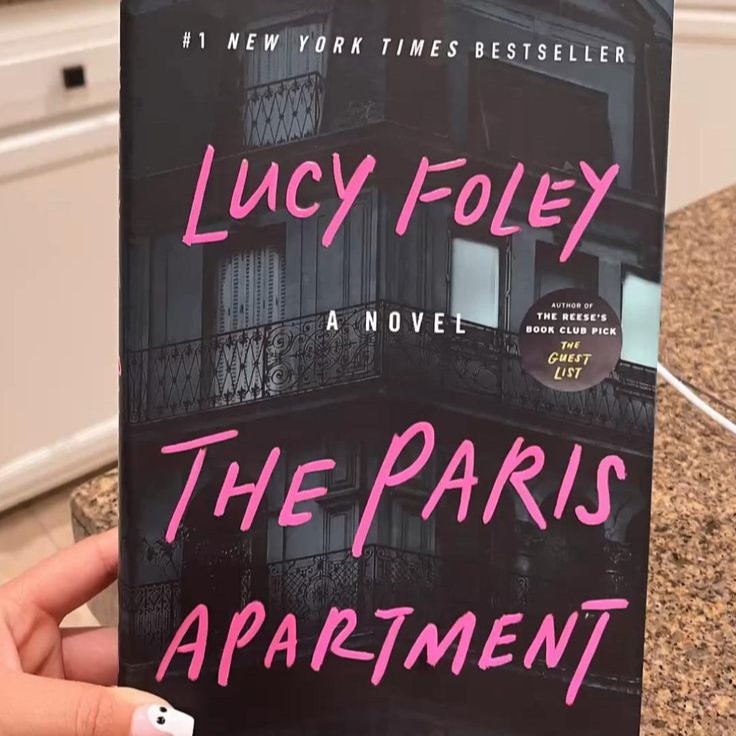 #1 NEW YORK TIMES BESTSELLER
LUCY FOLEY
A NOVEL
AUTHOR OF
THE REESE'S
BOOK CLUB PICK
THE
GUEST
LIST
THE PARIS
APARTMENT